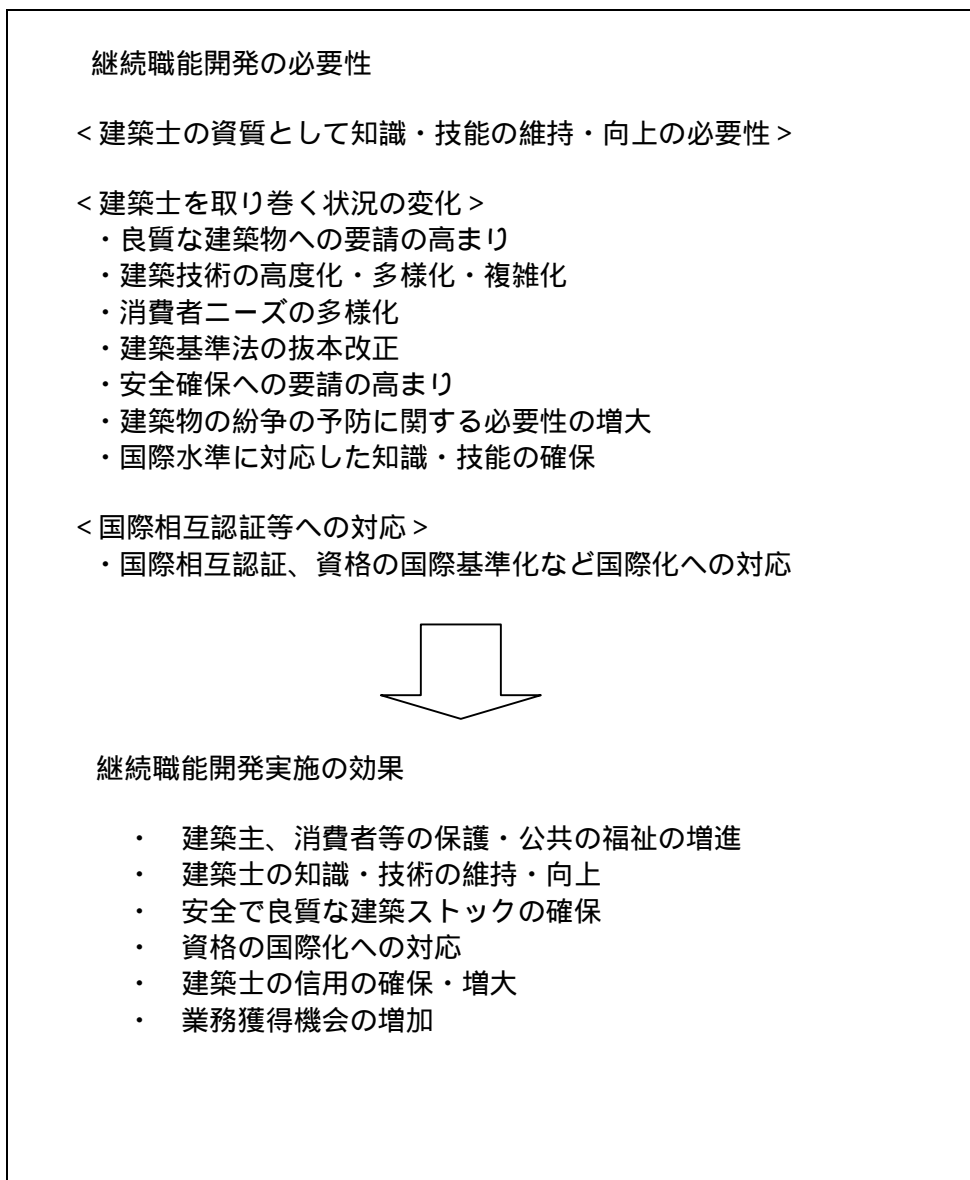 継続職能開発の必要性
<建築士の資質として知識・技能の維持・向上の必要性>
<建築士を取り巻く状況の変化>
・良質な建築物への要請の高まり
・建築技術の高度化・多様化・複雑化
・消費者ニーズの多様化
・建築基準法の抜本改正
・安全確保への要請の高まり
・建築物の紛争の予防に関する必要性の増大
・国際水準に対応した知識・技能の確保
<国際相互認証等への対応>
・国際相互認証、資格の国際基準化など国際化への対応
継続職能開発実施の効果
・ 建築主、消費者等の保護・公共の福祉の増進
・ 建築士の知識・技術の維持・向上
・ 安全で良質な建築ストックの確保
・ 資格の国際化への対応
・ 建築士の信用の確保・増大
・ 業務獲得機会の増加